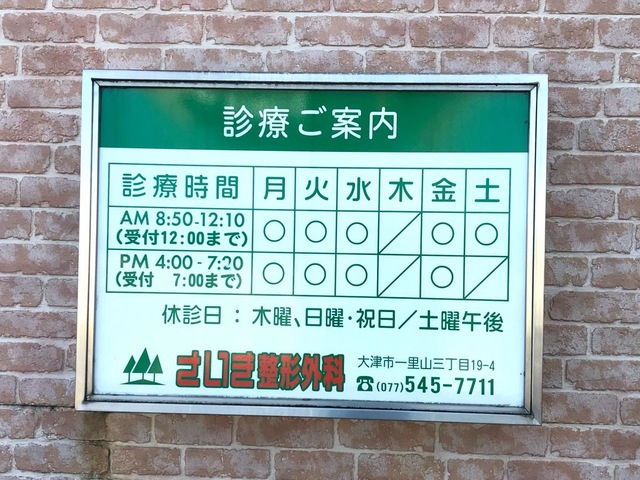 診療ご案内
診療時間 月 火 水 木 金 土
AM 8:50-12:10 ○ ○ ○ ／ ○ ○
(受付12:00まで)
PM 4:00-7:20 ○ ○ ○ ／ ○ ／
(受付 7:00まで)
休診日：木曜、日曜・祝日／土曜午後
さいき整形外科
大津市一里山三丁目19-4
☎(077)545-7711